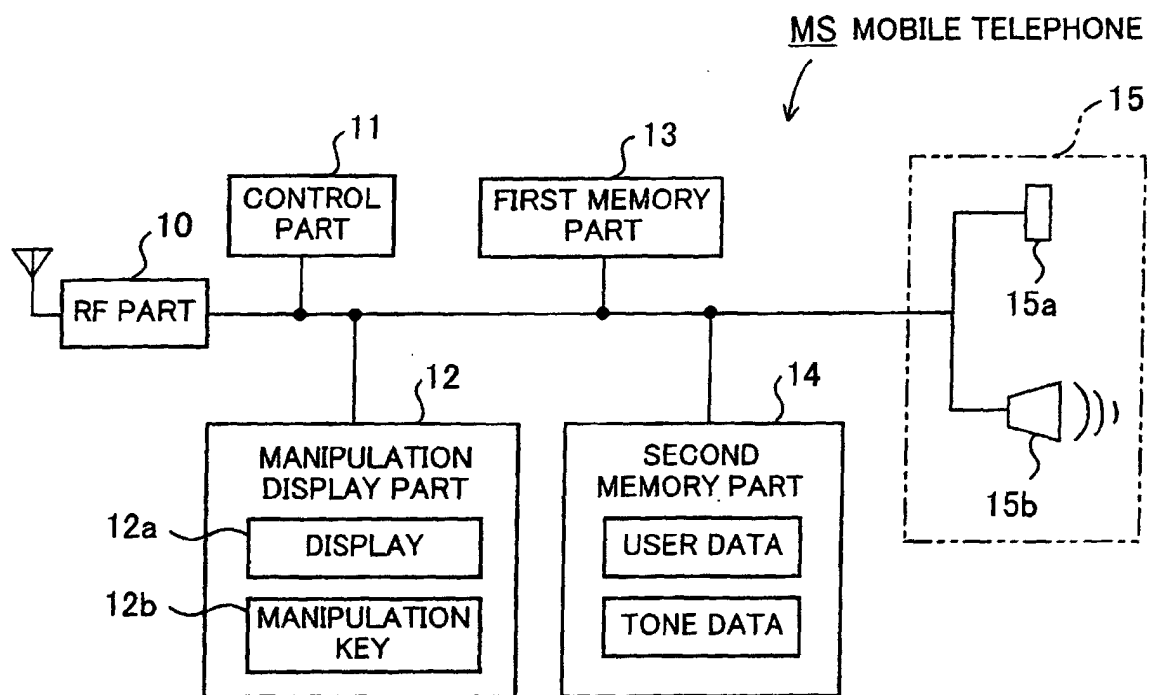 MS MOBILE TELEPHONE
15
11
13
CONTROL
PART
FIRST MEMORY
PART
10
RF PART
15a
12
14
MANIPULATION
DISPLAY PART
SECOND
MEMORY PART
15b
12a
DISPLAY
USER DATA
12b
MANIPULATION
KEY
TONE DATA